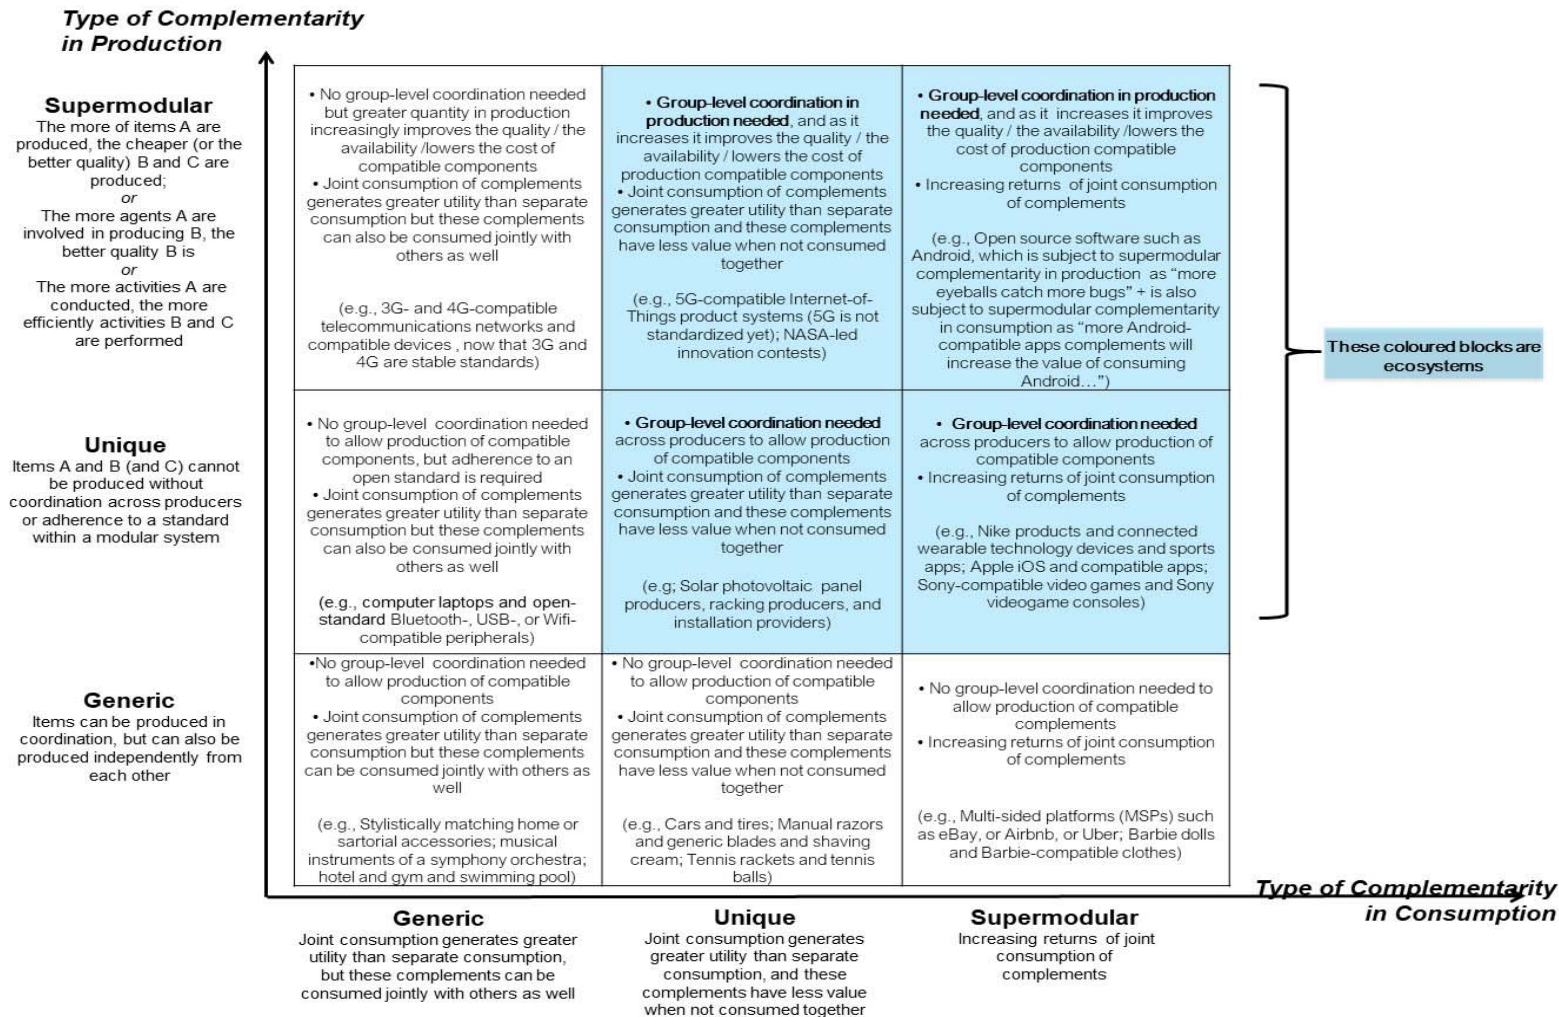 Type of Complementarity
in Production
Supermodular
The more of items A are
produced, the cheaper (or the
better quality) B and C are
produced;
or
The more agents A are
involved in producing B, the
better quality B is
or
The more activities A are
conducted, the more
efficiently activities B and C
are performed
• No group-level coordination needed
but greater quantity in production
increasingly improves the quality / the
availability /lowers the cost of
compatible components
• Joint consumption of complements
generates greater utility than separate
consumption but these complements
can also be consumed jointly with
others as well
(e.g., 3G- and 4G-compatible
telecommunications networks and
compatible devices , now that 3G and
4G are stable standards)
• Group-level coordination in
production needed, and as it
increases it improves the quality / the
availability / lowers the cost of
production compatible components
• Joint consumption of complements
generates greater utility than separate
consumption and these complements
have less value when not consumed
together
(e.g., 5G-compatible Internet-of-
Things product systems (5G is not
standardized yet); NASA-led
innovation contests)
• Group-level coordination in production
needed, and as it increases it improves
the quality / the availability /lowers the
cost of production compatible
components
• Increasing returns of joint consumption
of complements
(e.g., Open source software such as
Android, which is subject to supermodular
complementarity in production as “more
eyeballs catch more bugs” + is also
subject to supermodular complementarity
in consumption as “more Android-
compatible apps complements will
increase the value of consuming
Android…”)
These coloured blocks are
ecosystems
Unique
Items A and B (and C) cannot
be produced without
coordination across producers
or adherence to a standard
within a modular system
• No group-level coordination needed
to allow production of compatible
components, but adherence to an
open standard is required
• Joint consumption of complements
generates greater utility than separate
consumption but these complements
can also be consumed jointly with
others as well
(e.g., computer laptops and open-
standard Bluetooth-, USB-, or Wifi-
compatible peripherals)
• Group-level coordination needed
across producers to allow production
of compatible components
• Joint consumption of complements
generates greater utility than separate
consumption and these complements
have less value when not consumed
together
(e.g; Solar photovoltaic panel
producers, racking producers, and
installation providers)
• Group-level coordination needed
across producers to allow production of
compatible components
• Increasing returns of joint consumption
of complements
(e.g., Nike products and connected
wearable technology devices and sports
apps; Apple iOS and compatible apps;
Sony-compatible video games and Sony
videogame consoles)
Generic
Items can be produced in
coordination, but can also be
produced independently from
each other
•No group-level coordination needed
to allow production of compatible
components
• Joint consumption of complements
generates greater utility than separate
consumption but these complements
can be consumed jointly with others as
well
(e.g., Stylistically matching home or
sartorial accessories; musical
instruments of a symphony orchestra;
hotel and gym and swimming pool)
• No group-level coordination needed
to allow production of compatible
components
• Joint consumption of complements
generates greater utility than separate
consumption and these complements
have less value when not consumed
together
(e.g., Cars and tires; Manual razors
and generic blades and shaving
cream; Tennis rackets and tennis
balls)
• No group-level coordination needed to
allow production of compatible
complements
• Increasing returns of joint consumption
of complements
(e.g., Multi-sided platforms (MSPs) such
as eBay, or Airbnb, or Uber; Barbie dolls
and Barbie-compatible clothes)
Type of Complementarity
in Consumption
Generic
Joint consumption generates greater
utility than separate consumption,
but these complements can be
consumed jointly with others as well
Unique
Joint consumption generates
greater utility than separate
consumption, and these
complements have less value
when not consumed together
Supermodular
Increasing returns of joint
consumption of
complements